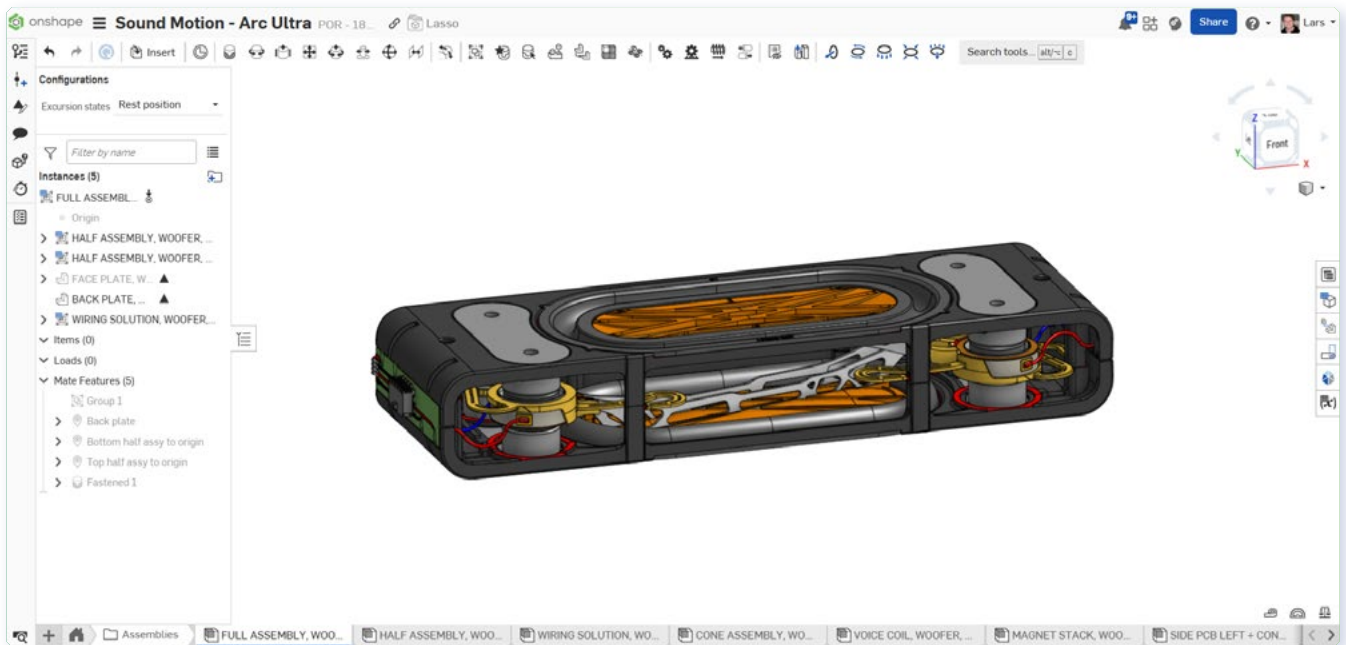 onshape Sound Motion - Arc Ultra POR - 18... Lasso Share Lars
Insert Search tools... alt/⌥ c
Configurations
Excursion states Rest position
Filter by name
Instances (5)
FULL ASSEMBL...
Origin
HALF ASSEMBLY, WOOFER, ...
HALF ASSEMBLY, WOOFER, ...
FACE PLATE, W...
BACK PLATE, ...
WIRING SOLUTION, WOOFER,...
Items (0)
Loads (0)
Mate Features (5)
Group 1
Back plate
Bottom half assy to origin
Top half assy to origin
Fastened 1
Z
Front
Y
X
Assemblies FULL ASSEMBLY, WOO... HALF ASSEMBLY, WOO... WIRING SOLUTION, WO... CONE ASSEMBLY, WO... VOICE COIL, WOOFER, ... MAGNET STACK, WOO... SIDE PCB LEFT + CON...